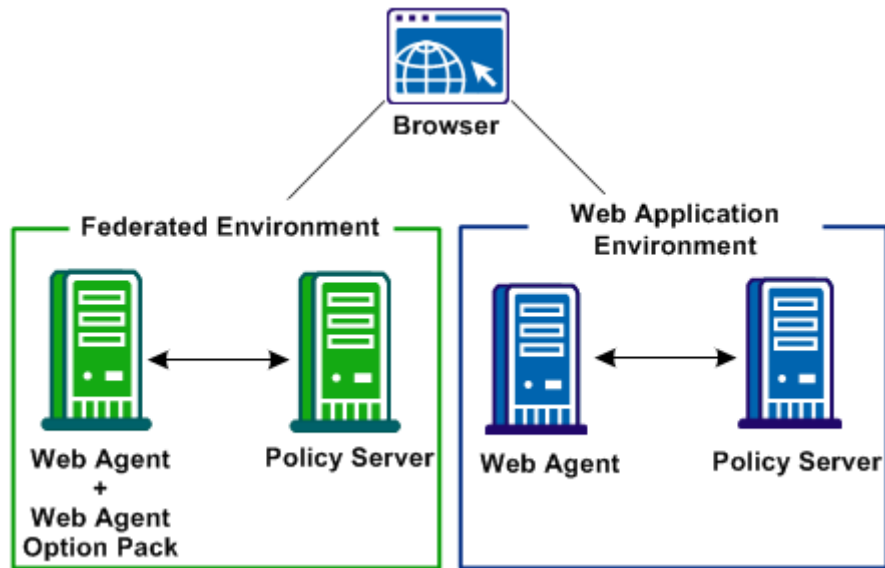 Browser
Federated Environment
Web Agent
+
Web Agent
Option Pack
Policy Server
Web Application
Environment
Web Agent
Policy Server